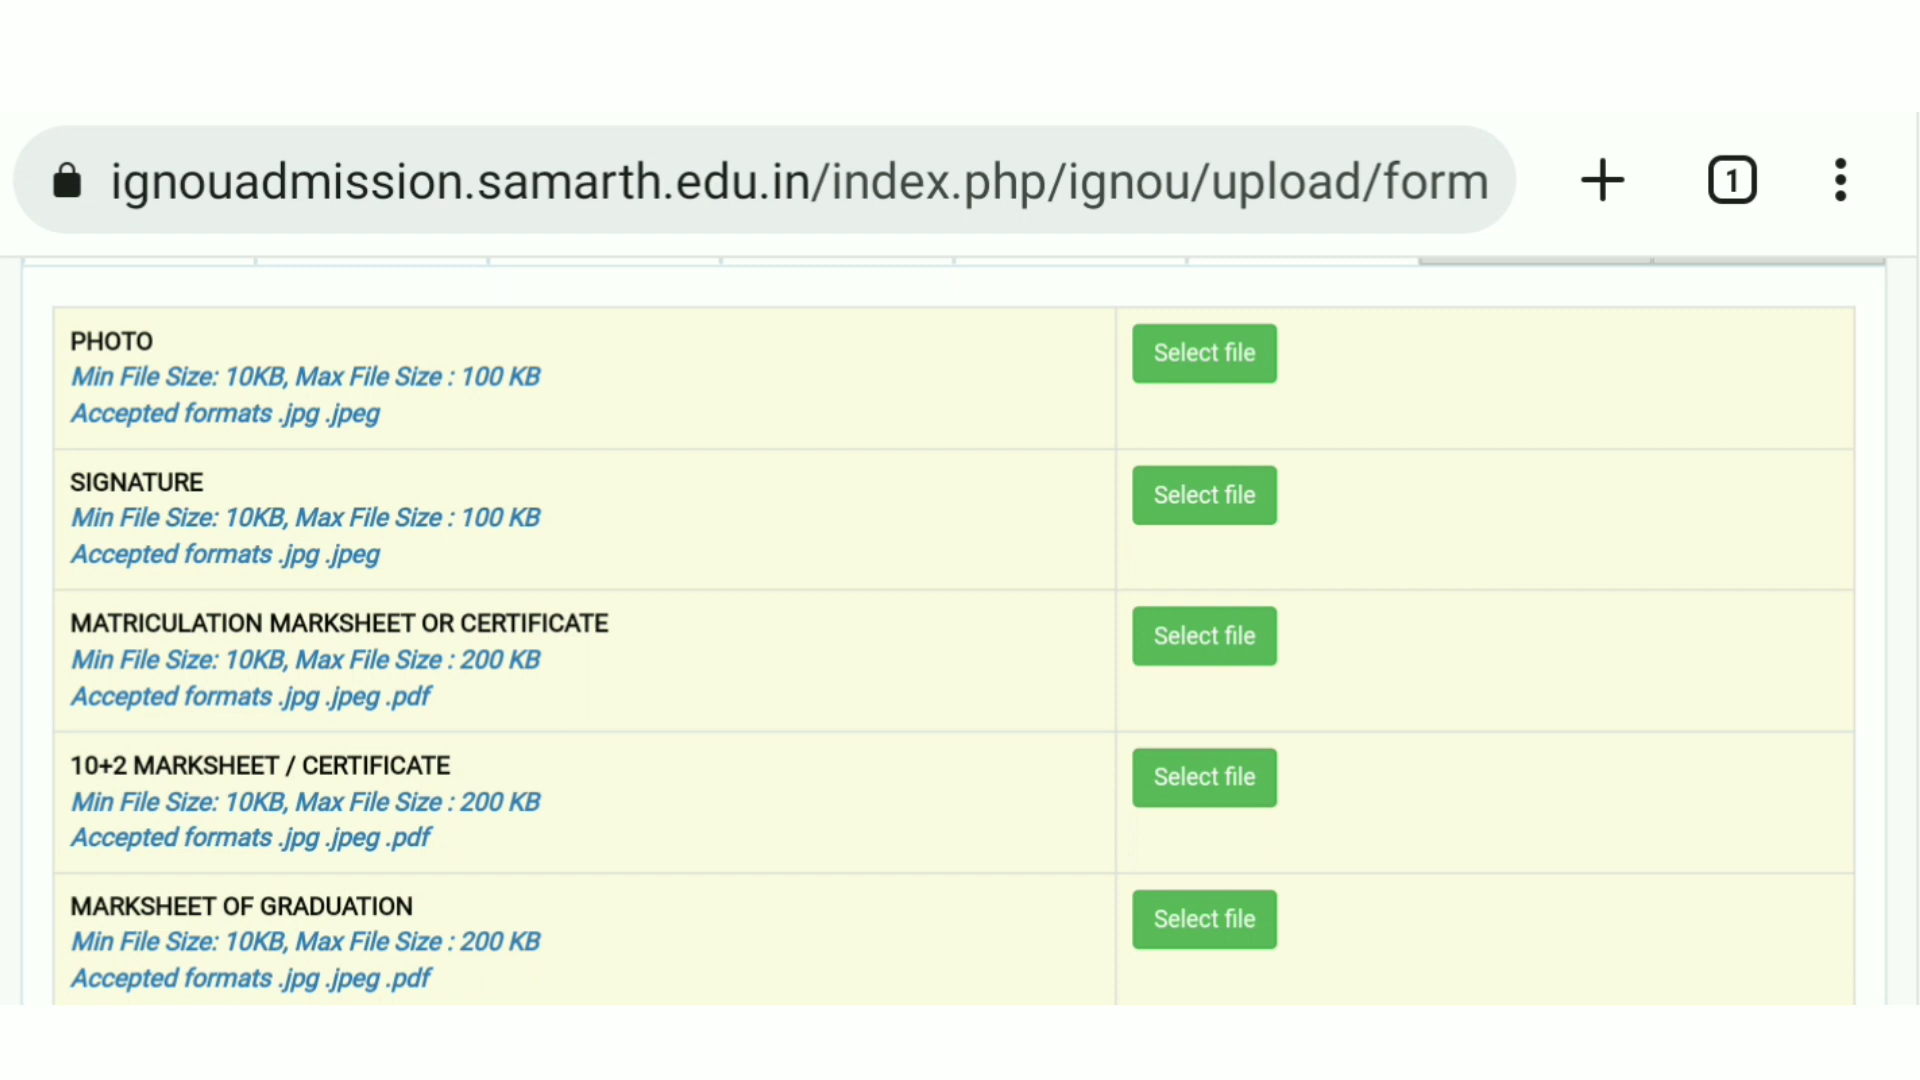 ignouadmission.samarth.edu.in/index.php/ignou/upload/form
1
PHOTO
Min File Size: 10KB, Max File Size : 100 KB
Accepted formats .jpg .jpeg
Select file
SIGNATURE
Min File Size: 10KB, Max File Size : 100 KB
Accepted formats .jpg .jpeg
Select file
MATRICULATION MARKSHEET OR CERTIFICATE
Min File Size: 10KB, Max File Size : 200 KB
Accepted formats .jpg .jpeg .pdf
Select file
10+2 MARKSHEET / CERTIFICATE
Min File Size: 10KB, Max File Size : 200 KB
Accepted formats .jpg .jpeg .pdf
Select file
MARKSHEET OF GRADUATION
Min File Size: 10KB, Max File Size : 200 KB
Accepted formats .jpg .jpeg .pdf
Select file